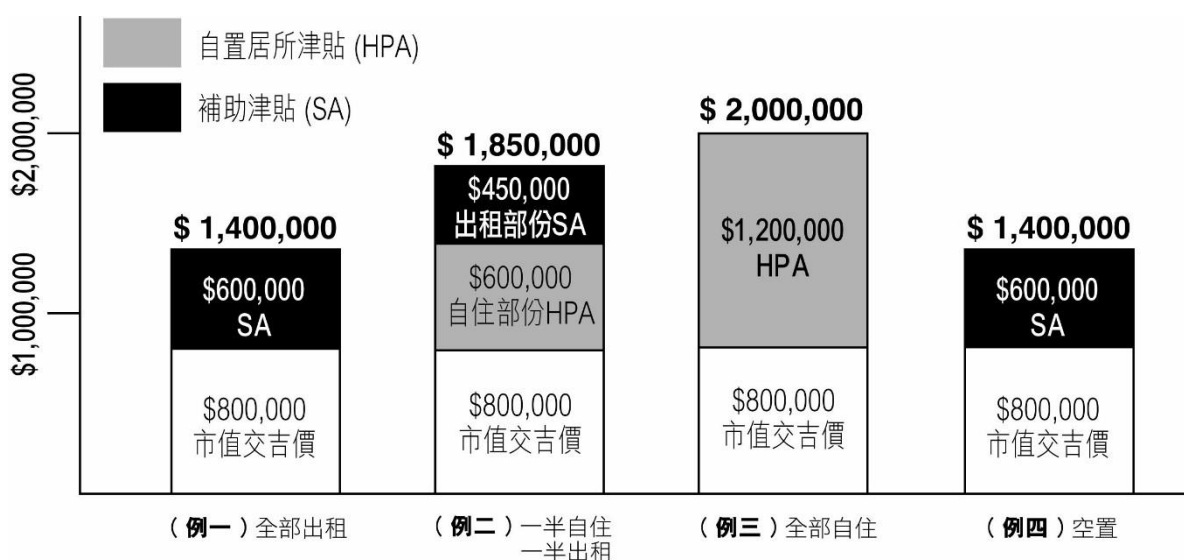 自置居所津貼 (HPA)
補助津貼 (SA)
$2,000,000
$1,000,000
$ 1,400,000
$600,000
SA
$800,000
市值交吉價
(例一) 全部出租
$ 1,850,000
$450,000
出租部份SA
$600,000
自住部份HPA
$800,000
市值交吉價
(例二) 一半自住
一半出租
$ 2,000,000
$1,200,000
HPA
$800,000
市值交吉價
(例三) 全部自住
$ 1,400,000
$600,000
SA
$800,000
市值交吉價
(例四) 空置